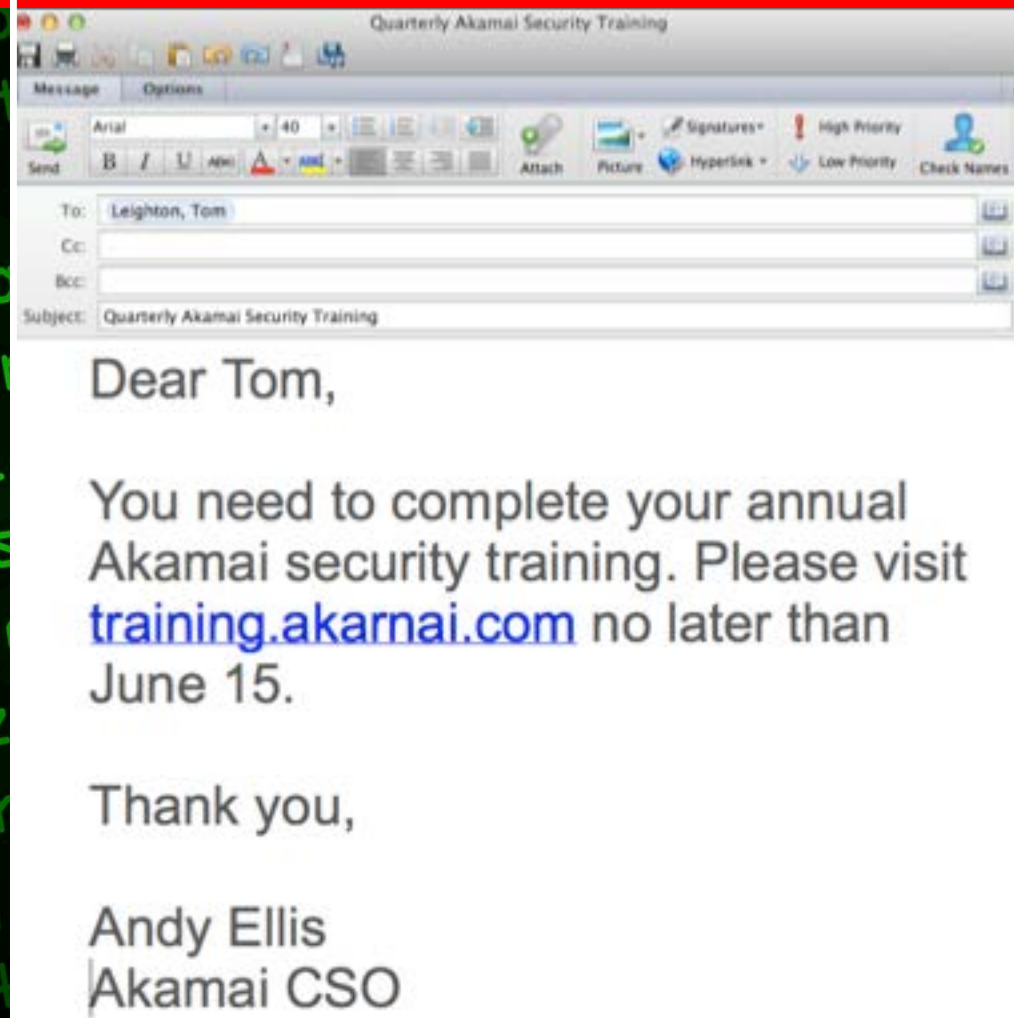 Quarterly Akamai Security Training
Message Options
Arial 40 Signatures High Priority
B I U ABC A Send Attach Picture Hyperlink Low Priority Check Names
To: Leighton, Tom
Cc:
Bcc:
Subject: Quarterly Akamai Security Training
Dear Tom,
You need to complete your annual
Akamai security training. Please visit
training.akarnai.com no later than
June 15.
Thank you,
Andy Ellis
Akamai CSO